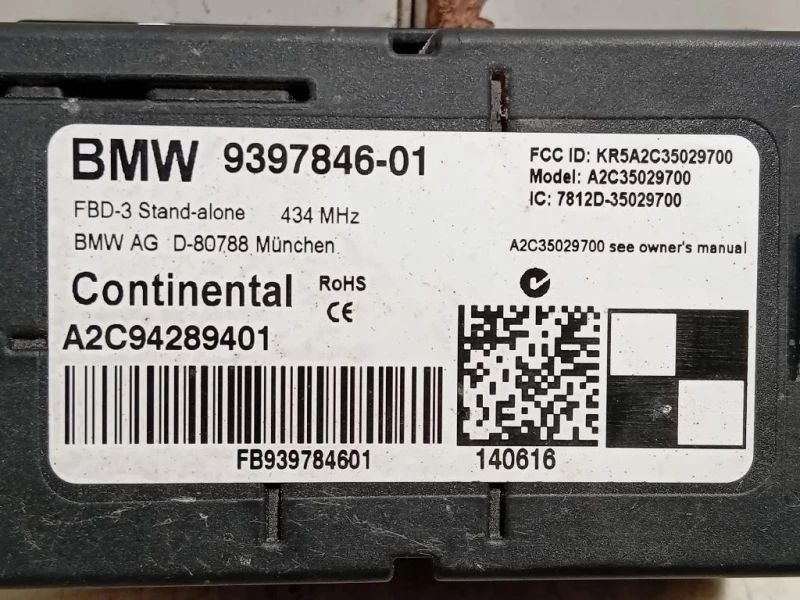 BMW 9397846-01
FBD-3 Stand-alone 434 MHz
BMW AG D-80788 München
FCC ID: KR5A2C35029700
Model: A2C35029700
IC: 7812D-35029700
A2C35029700 see owner's manual
Continental RoHS
CE
A2C94289401
FB939784601
140616